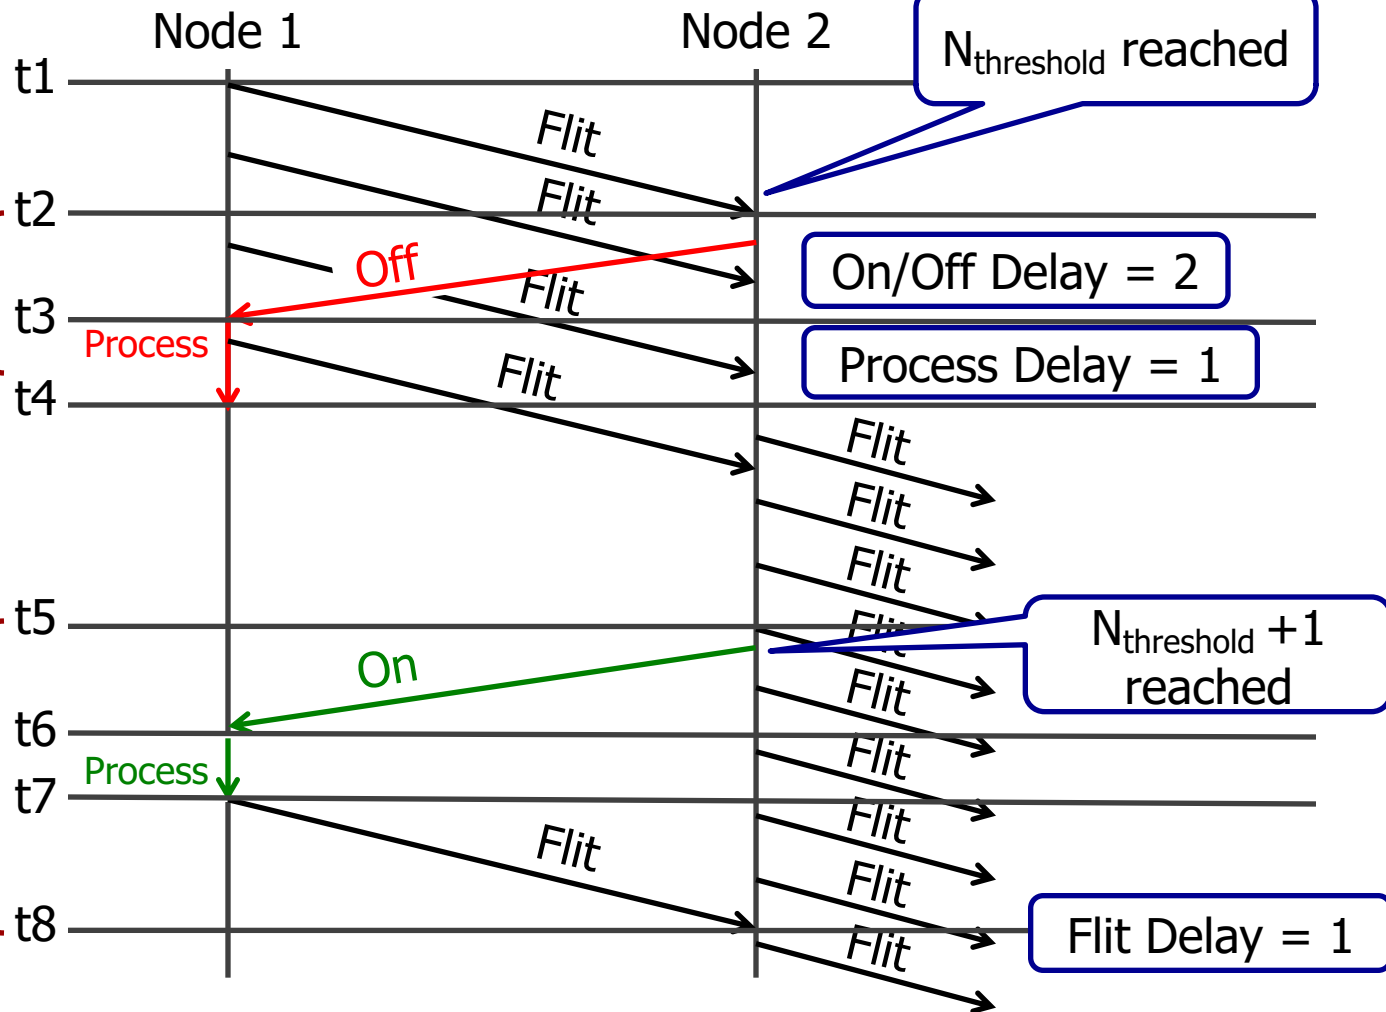 Node 1
Node 2
N_threshold reached
t1
Flit
Flit
t2
Off
On/Off Delay = 2
Flit
t3
Process
Process Delay = 1
Flit
t4
Flit
Flit
Flit
t5
Flit
N_threshold +1
reached
On
Flit
t6
Flit
Process
t7
Flit
Flit
Flit
t8
Flit
Flit Delay = 1